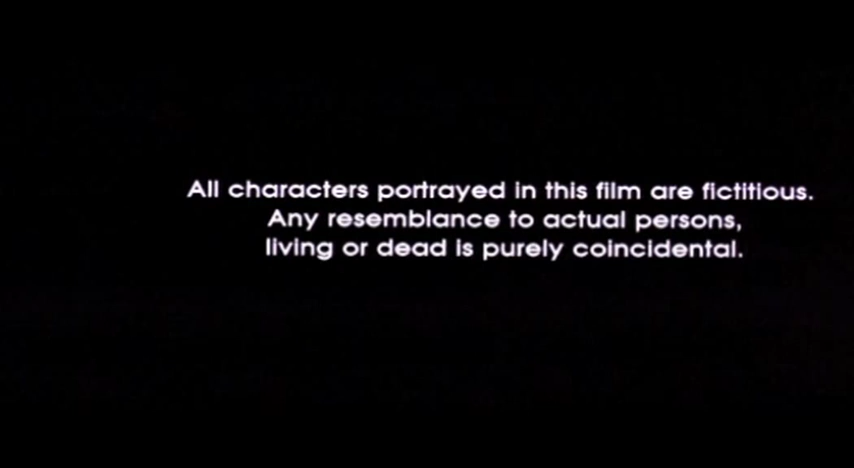 All characters portrayed in this film are fictitious.
Any resemblance to actual persons,
living or dead is purely coincidental.